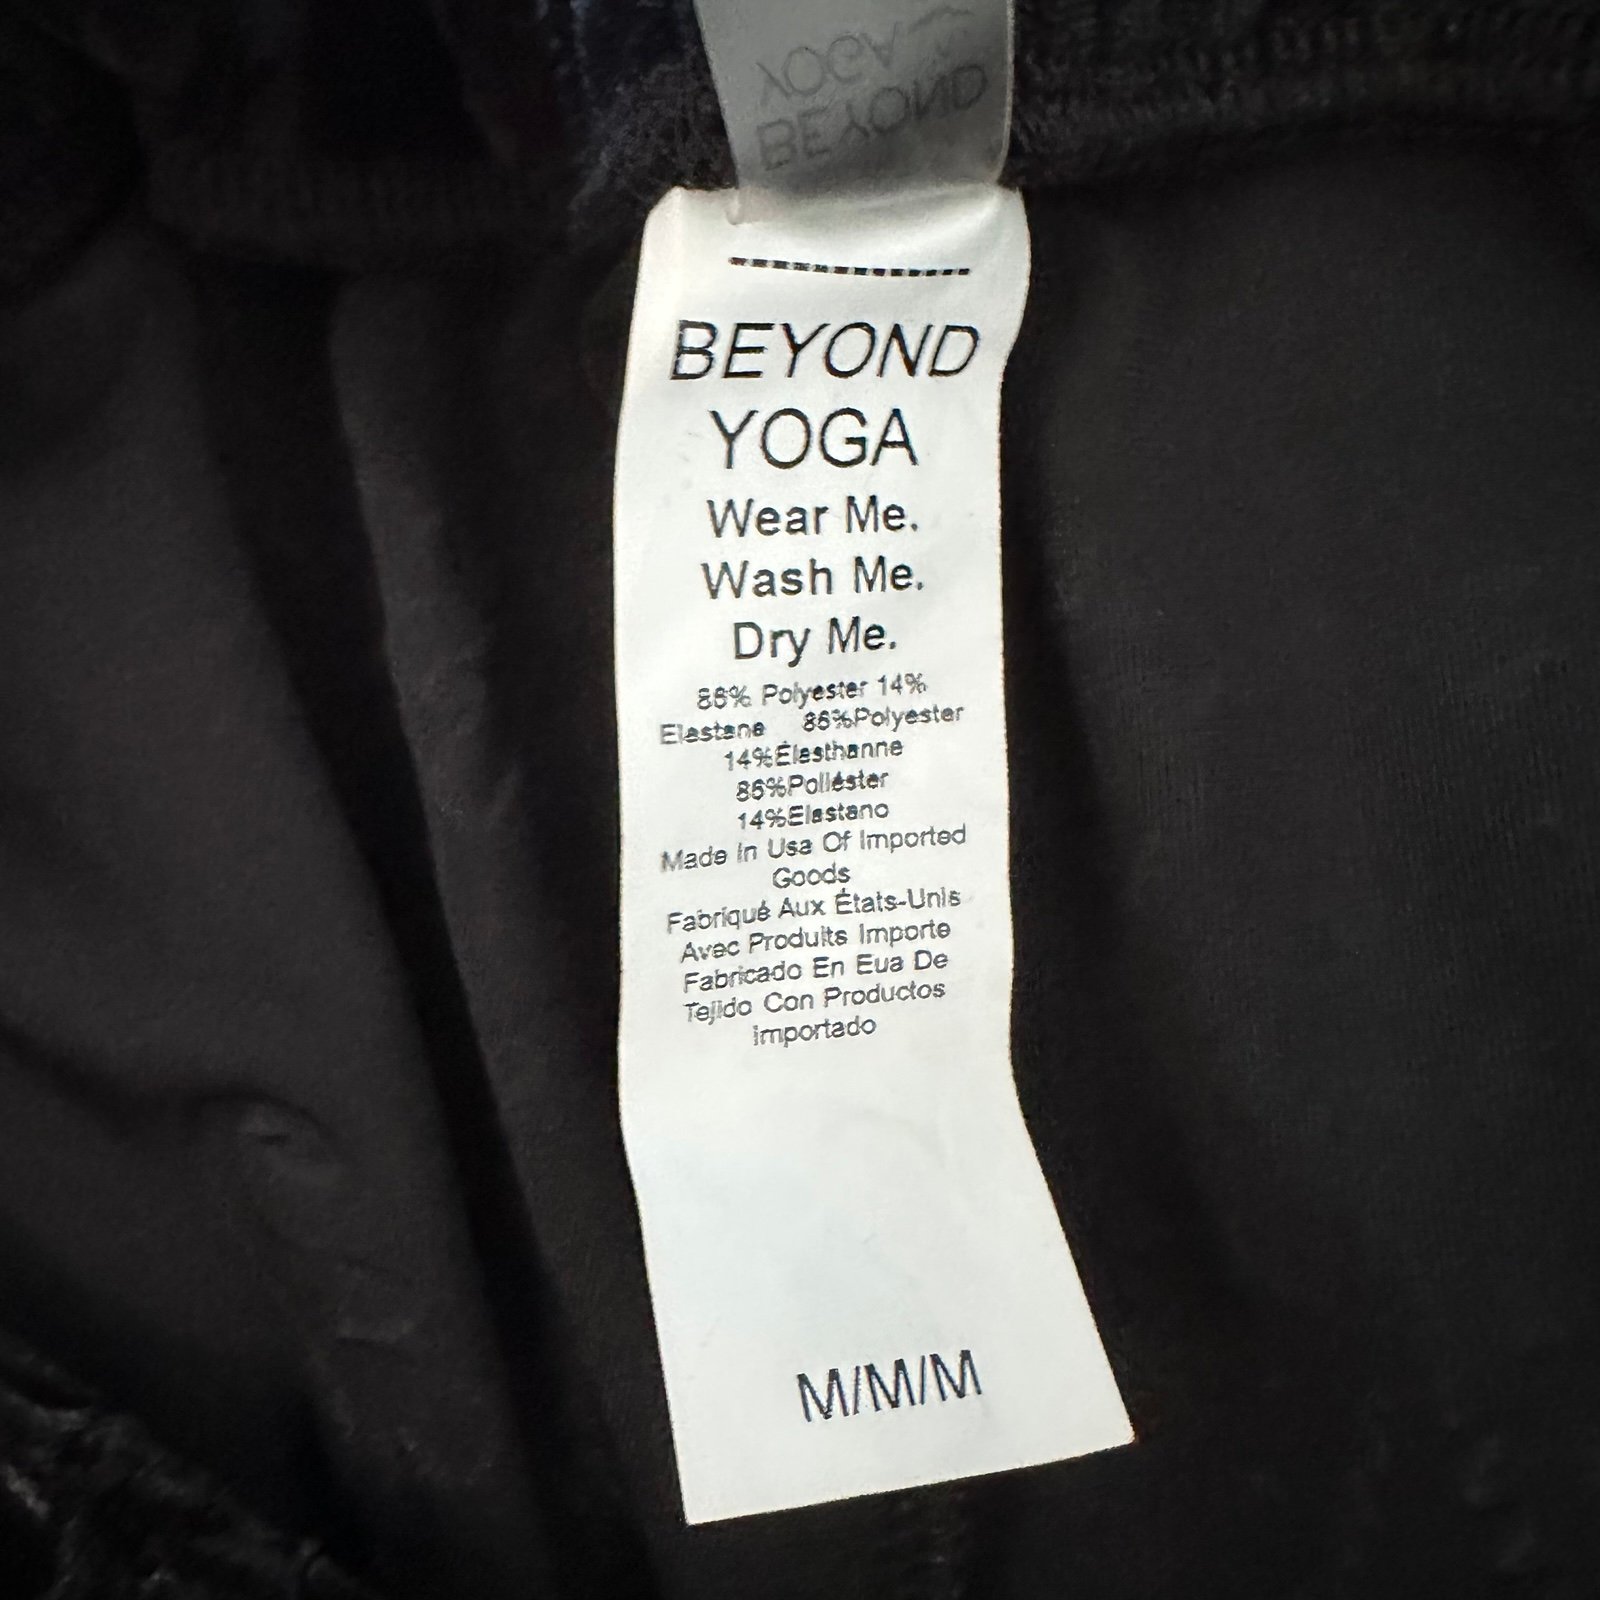 YOGA
BEYOND
BEYOND
YOGA
Wear Me.
Wash Me.
Dry Me.
86% Polyester 14%
Elastane 86%Polyester
14%Élasthanne
86%Poliéster
14%Elastano
Made In Usa Of Imported
Goods
Fabriqué Aux États-Unis
Avec Produits Importe
Fabricado En Eua De
Tejido Con Productos
Importado
M/M/M